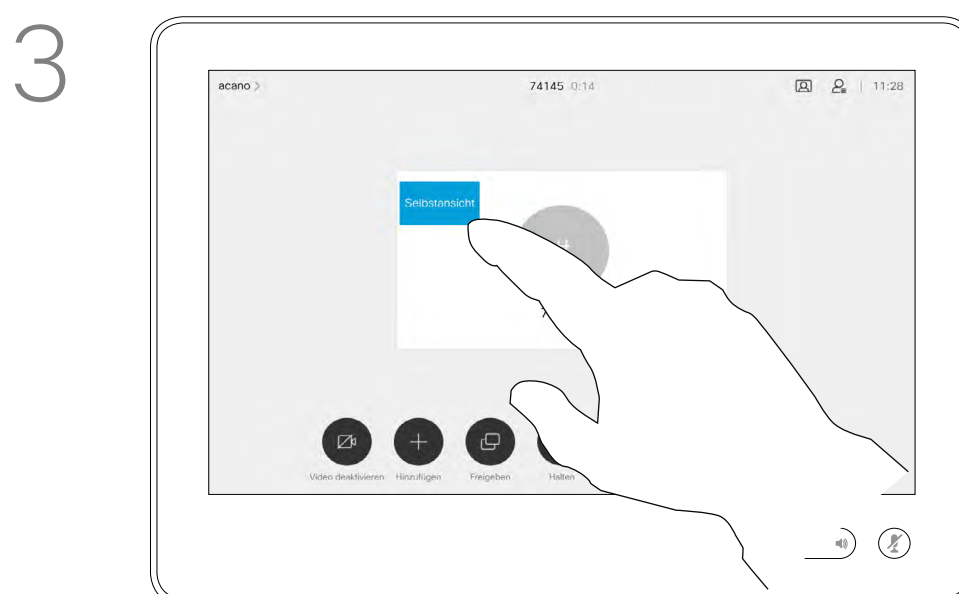 3
acano >
74145 0:14
11:28
Selbstansicht
Video deaktivieren
Hinzufügen
Freigeben
Halten